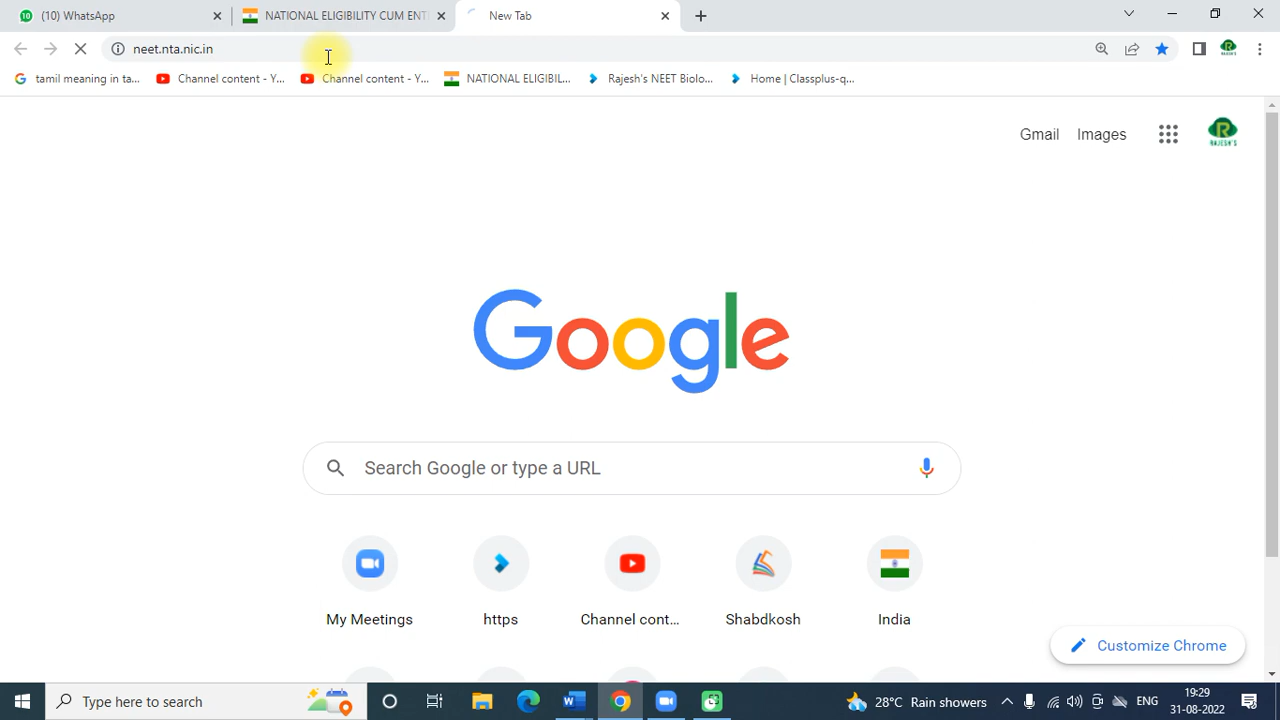 (10) WhatsApp
NATIONAL ELIGIBILITY CUM ENT
New Tab
neet.nta.nic.in
tamil meaning in ta...
Channel content - Y...
Channel content - Y...
NATIONAL ELIGIBIL...
Rajesh's NEET Biolo...
Home | Classplus-q...
Gmail
Images
RAJESH'S
Google
Search Google or type a URL
My Meetings
https
Channel cont...
Shabdkosh
India
Customize Chrome
Type here to search
28°C Rain showers
ENG
19:29
31-08-2022